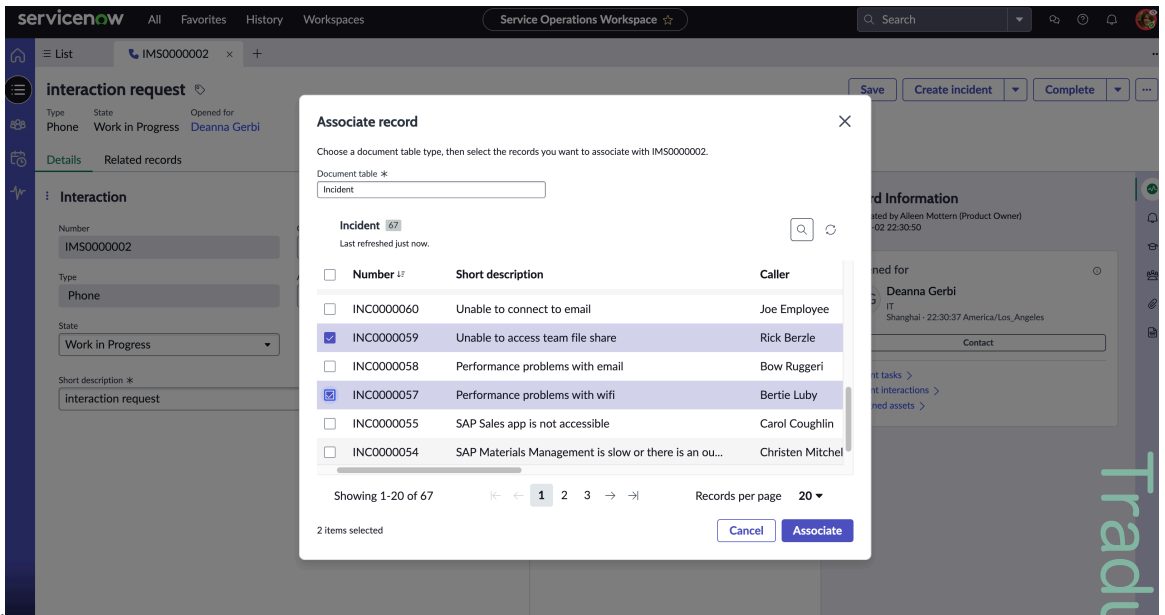 servicenow All Favorites History Workspaces Service Operations Workspace ☆ Search
List IMS0000002 × +
interaction request Save Create incident Complete
Type State Opened for
Phone Work in Progress Deanna Gerbi
Details Related records
Interaction
Number
IMS0000002
Type
Phone
State
Work in Progress
Short description *
interaction request
Associate record
Choose a document table type, then select the records you want to associate with IMS0000002.
Document table *
Incident
Incident 67
Last refreshed just now.
Number Short description Caller
INC0000060 Unable to connect to email Joe Employee
INC0000059 Unable to access team file share Rick Berzle
INC0000058 Performance problems with email Bow Ruggeri
INC0000057 Performance problems with wifi Bertie Luby
INC0000055 SAP Sales app is not accessible Carol Coughlin
INC0000054 SAP Materials Management is slow or there is an ou... Christen Mitchel
Showing 1-20 of 67 1 2 3 Records per page 20
2 items selected Cancel Associate
rd Information
ated by Aileen Mottern (Product Owner)
-02 22:30:50
ned for
Deanna Gerbi
IT
Shanghai - 22:30:37 America/Los_Angeles
Contact
nt tasks >
nt interactions >
ned assets >